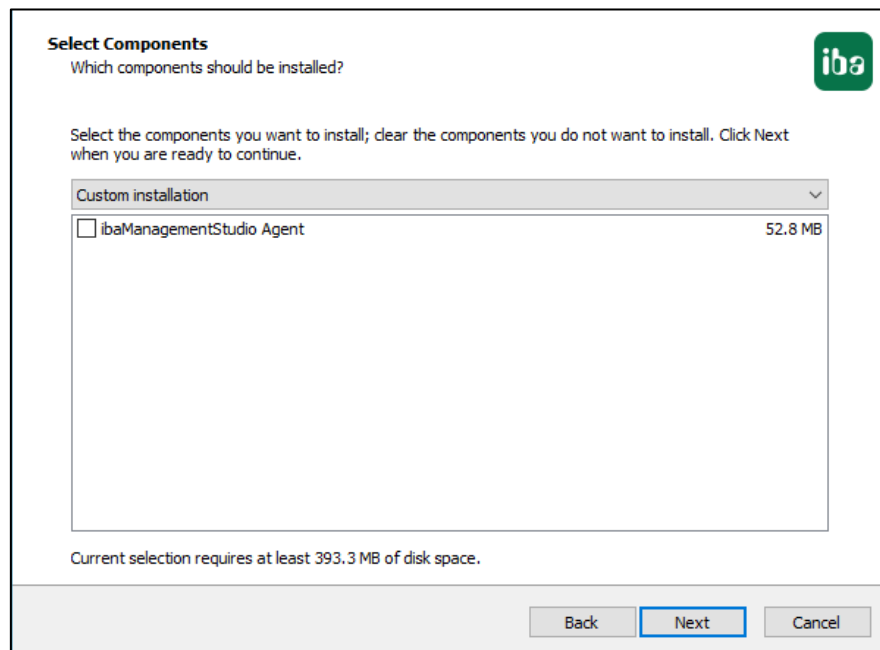 Select Components
Which components should be installed?
iba
Select the components you want to install; clear the components you do not want to install. Click Next
when you are ready to continue.
Custom installation
ibaManagementStudio Agent 52.8 MB
Current selection requires at least 393.3 MB of disk space.
Back Next Cancel